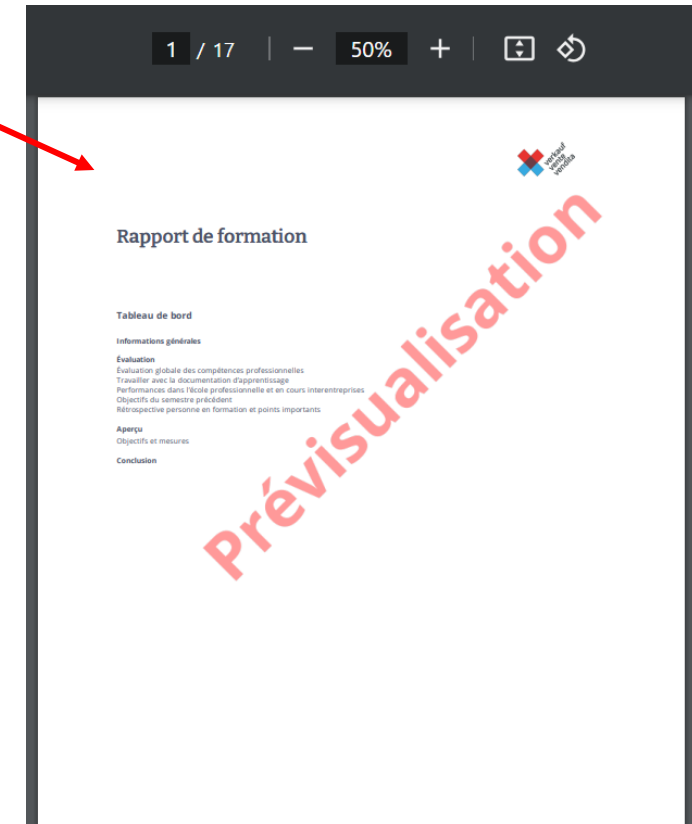 1 / 17 | — 50% + |
verkauf
vente
vendita
Rapport de formation
Tableau de bord
Informations générales
Évaluation
Évaluation globale des compétences professionnelles
Travailler avec la documentation d'apprentissage
Performances dans l'école professionnelle et en cours interentreprises
Objectifs du semestre précédent
Rétrospective personne en formation et points importants
Aperçu
Objectifs et mesures
Conclusion
Prévisualisation